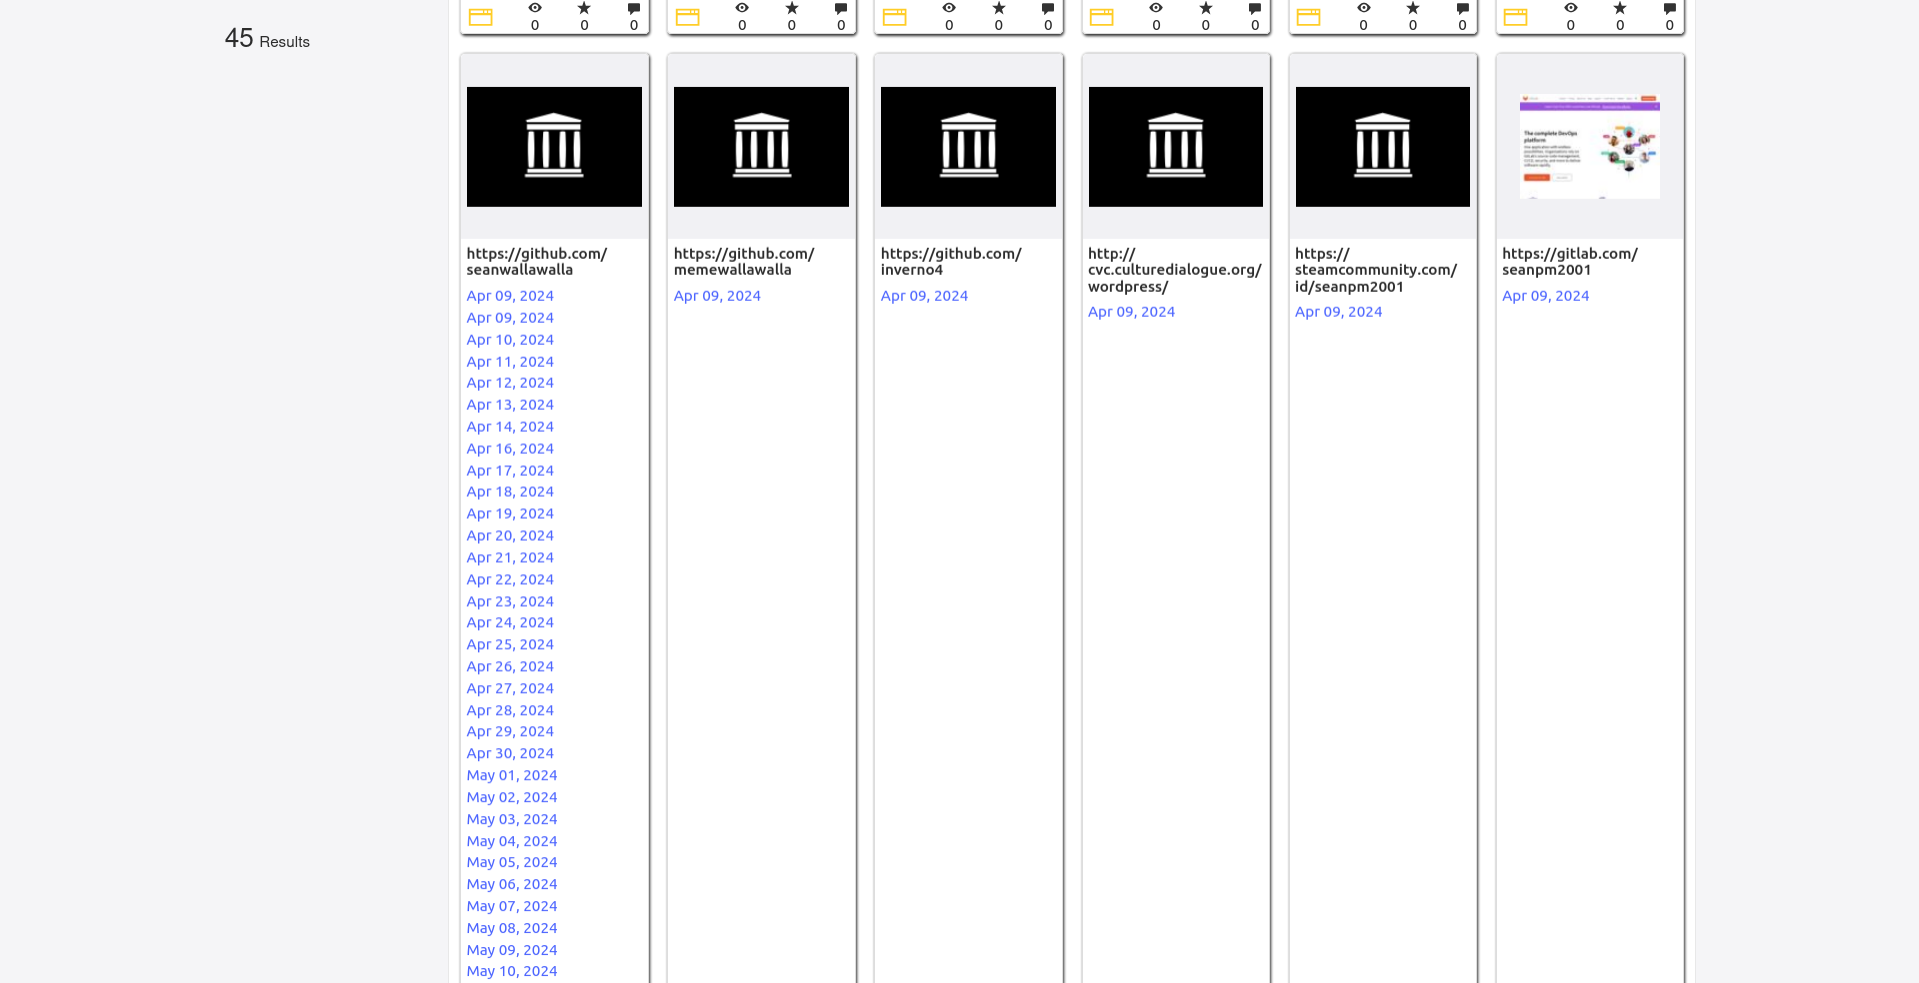 45 Results
0 0 0 0 0 0 0 0 0 0 0 0 0 0 0 0 0 0
https://github.com/
seanwallawalla
Apr 09, 2024
Apr 09, 2024
Apr 10, 2024
Apr 11, 2024
Apr 12, 2024
Apr 13, 2024
Apr 14, 2024
Apr 16, 2024
Apr 17, 2024
Apr 18, 2024
Apr 19, 2024
Apr 20, 2024
Apr 21, 2024
Apr 22, 2024
Apr 23, 2024
Apr 24, 2024
Apr 25, 2024
Apr 26, 2024
Apr 27, 2024
Apr 28, 2024
Apr 29, 2024
Apr 30, 2024
May 01, 2024
May 02, 2024
May 03, 2024
May 04, 2024
May 05, 2024
May 06, 2024
May 07, 2024
May 08, 2024
May 09, 2024
May 10, 2024
https://github.com/
memewallawalla
Apr 09, 2024
https://github.com/
inverno4
Apr 09, 2024
http://
cvc.culturedialogue.org/
wordpress/
Apr 09, 2024
https://
steamcommunity.com/
id/seanpm2001
Apr 09, 2024
The complete DevOps
platform
https://gitlab.com/
seanpm2001
Apr 09, 2024